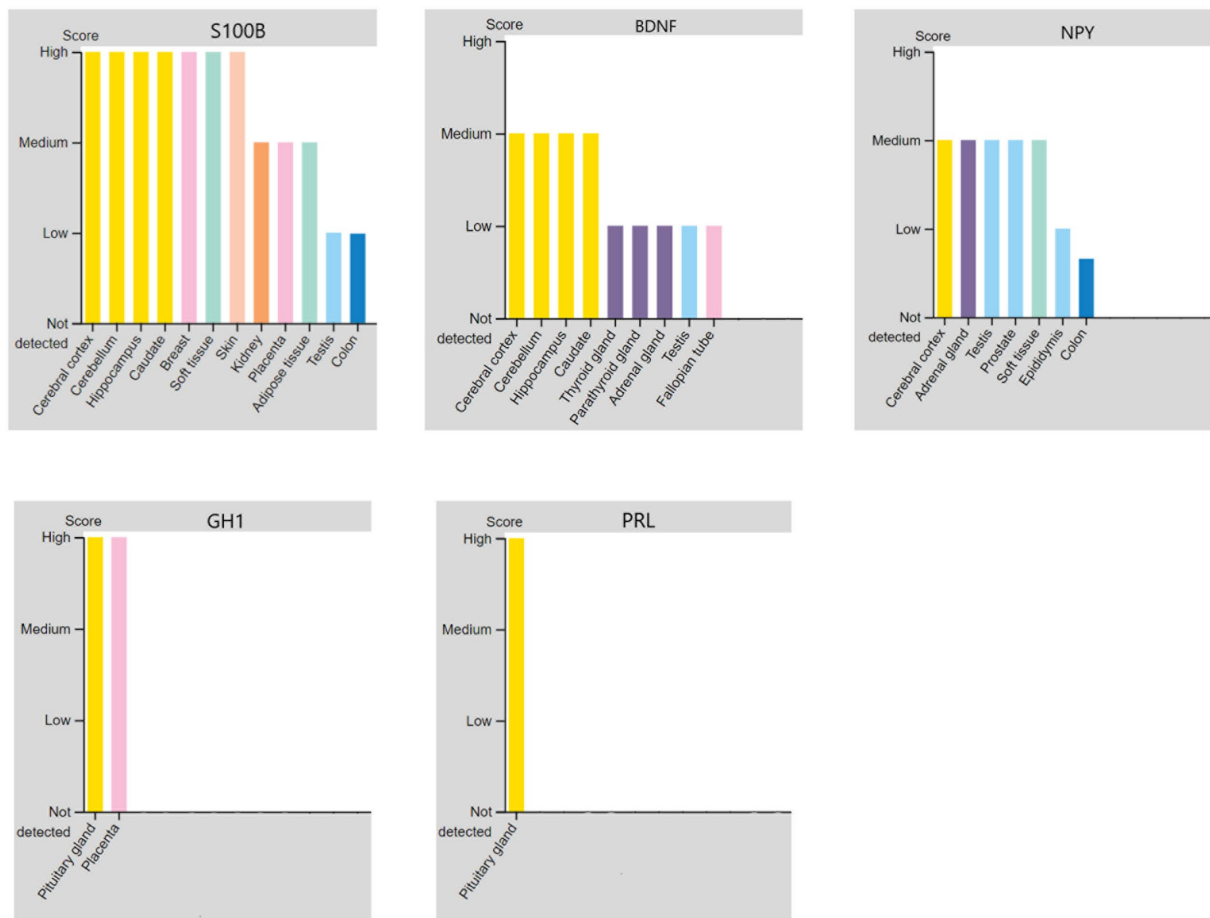 S100B
Score
High
Medium
Low
Not
detected
Cerebral cortex
Cerebellum
Hippocampus
Caudate
Breast
Soft tissue
Skin
Kidney
Placenta
Adipose tissue
Testis
Colon
BDNF
Score
High
Medium
Low
Not
detected
Cerebral cortex
Cerebellum
Hippocampus
Caudate
Thyroid gland
Parathyroid gland
Adrenal gland
Testis
Fallopian tube
NPY
Score
High
Medium
Low
Not
detected
Cerebral cortex
Adrenal gland
Testis
Prostate
Soft tissue
Epididymis
Colon
GH1
Score
High
Medium
Low
Not
detected
Pituitary gland
Placenta
PRL
Score
High
Medium
Low
Not
detected
Pituitary gland